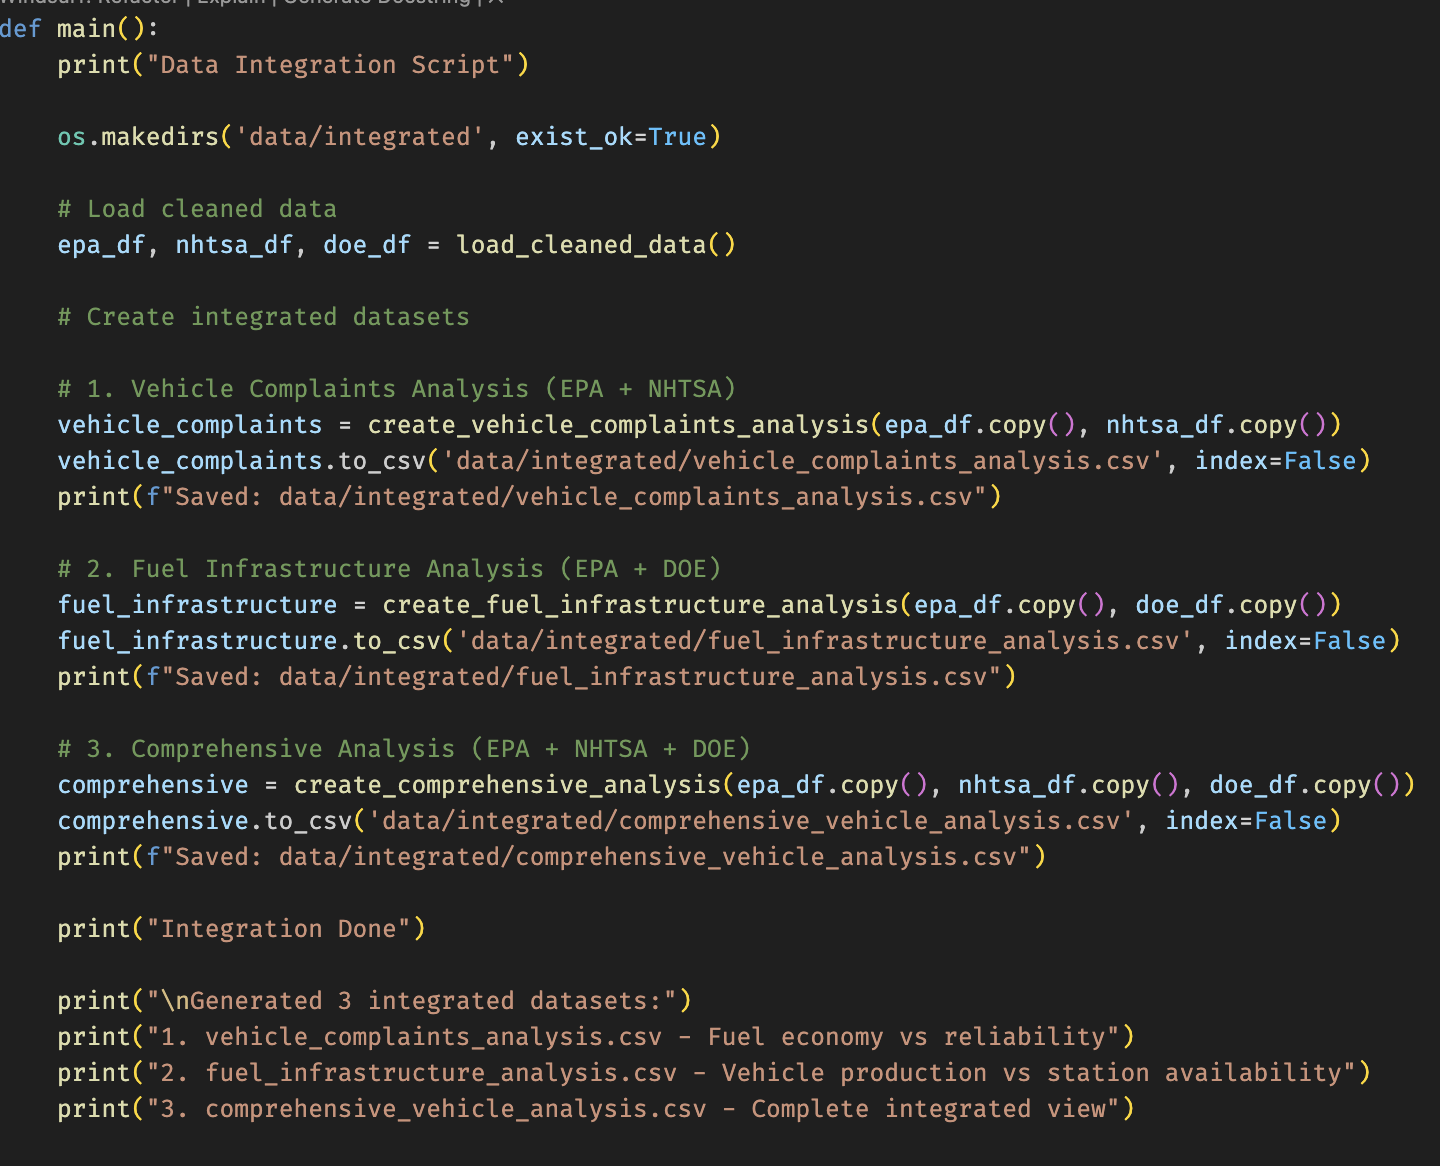 Windsurf: Refactor | Explain | Generate Docstring | ×
def main():
    print("Data Integration Script")

    os.makedirs('data/integrated', exist_ok=True)

    # Load cleaned data
    epa_df, nhtsa_df, doe_df = load_cleaned_data()

    # Create integrated datasets

    # 1. Vehicle Complaints Analysis (EPA + NHTSA)
    vehicle_complaints = create_vehicle_complaints_analysis(epa_df.copy(), nhtsa_df.copy())
    vehicle_complaints.to_csv('data/integrated/vehicle_complaints_analysis.csv', index=False)
    print(f"Saved: data/integrated/vehicle_complaints_analysis.csv")

    # 2. Fuel Infrastructure Analysis (EPA + DOE)
    fuel_infrastructure = create_fuel_infrastructure_analysis(epa_df.copy(), doe_df.copy())
    fuel_infrastructure.to_csv('data/integrated/fuel_infrastructure_analysis.csv', index=False)
    print(f"Saved: data/integrated/fuel_infrastructure_analysis.csv")

    # 3. Comprehensive Analysis (EPA + NHTSA + DOE)
    comprehensive = create_comprehensive_analysis(epa_df.copy(), nhtsa_df.copy(), doe_df.copy())
    comprehensive.to_csv('data/integrated/comprehensive_vehicle_analysis.csv', index=False)
    print(f"Saved: data/integrated/comprehensive_vehicle_analysis.csv")

    print("Integration Done")

    print("\nGenerated 3 integrated datasets:")
    print("1. vehicle_complaints_analysis.csv - Fuel economy vs reliability")
    print("2. fuel_infrastructure_analysis.csv - Vehicle production vs station availability")
    print("3. comprehensive_vehicle_analysis.csv - Complete integrated view")